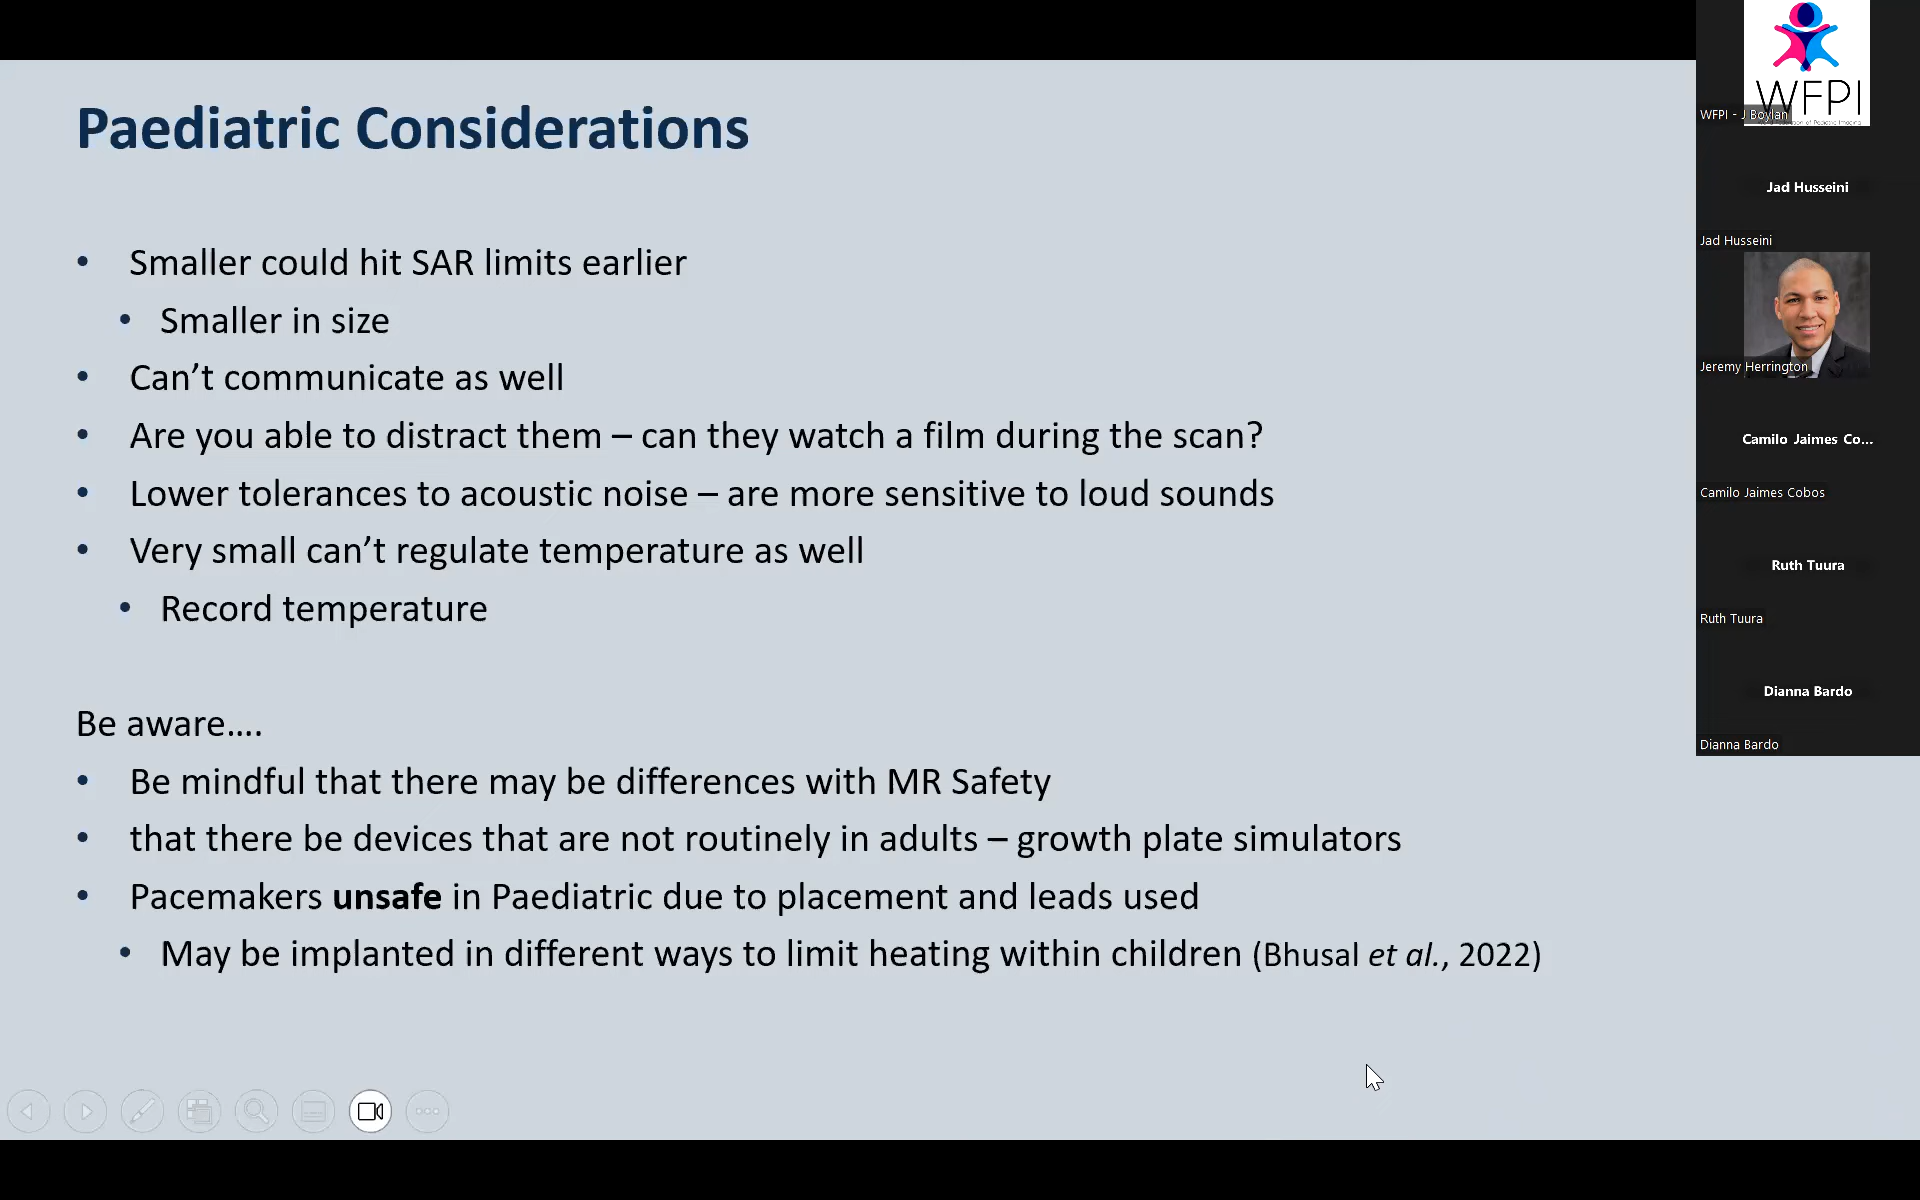 Paediatric Considerations
• Smaller could hit SAR limits earlier
• Smaller in size
• Can’t communicate as well
• Are you able to distract them – can they watch a film during the scan?
• Lower tolerances to acoustic noise – are more sensitive to loud sounds
• Very small can’t regulate temperature as well
• Record temperature
Be aware....
• Be mindful that there may be differences with MR Safety
• that there be devices that are not routinely in adults – growth plate simulators
• Pacemakers unsafe in Paediatric due to placement and leads used
• May be implanted in different ways to limit heating within children (Bhusal et al., 2022)
WFPI
WFPI - J Boylan
Jad Husseini
Jad Husseini
Jeremy Herrington
Camilo Jaimes Co...
Camilo Jaimes Cobos
Ruth Tuura
Ruth Tuura
Dianna Bardo
Dianna Bardo